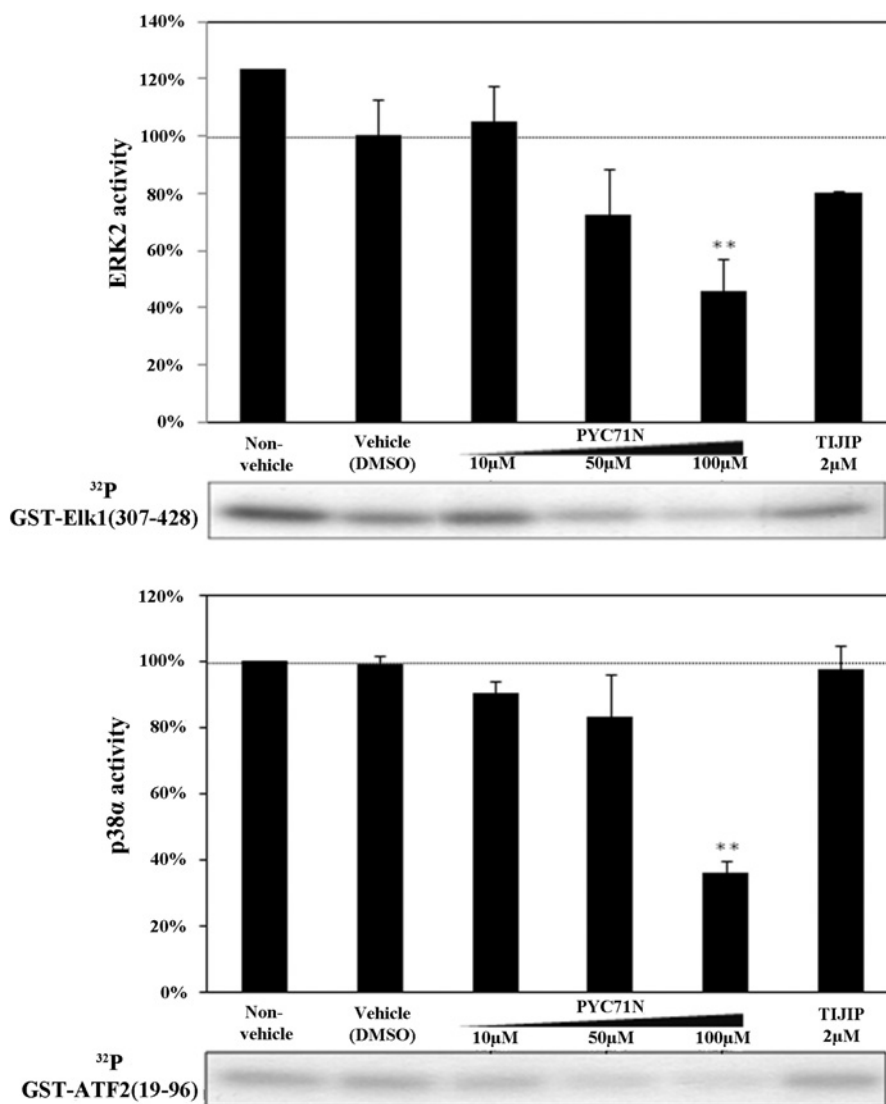 140%
120%
100%
80%
60%
40%
20%
0%
ERK2 activity
**
Non-
vehicle
Vehicle
(DMSO)
PYC71N
10µM
50µM
100µM
TIJIP
2µM
32P
GST-Elk1(307-428)
120%
100%
80%
60%
40%
20%
0%
p38α activity
**
Non-
vehicle
Vehicle
(DMSO)
PYC71N
10µM
50µM
100µM
TIJIP
2µM
32P
GST-ATF2(19-96)